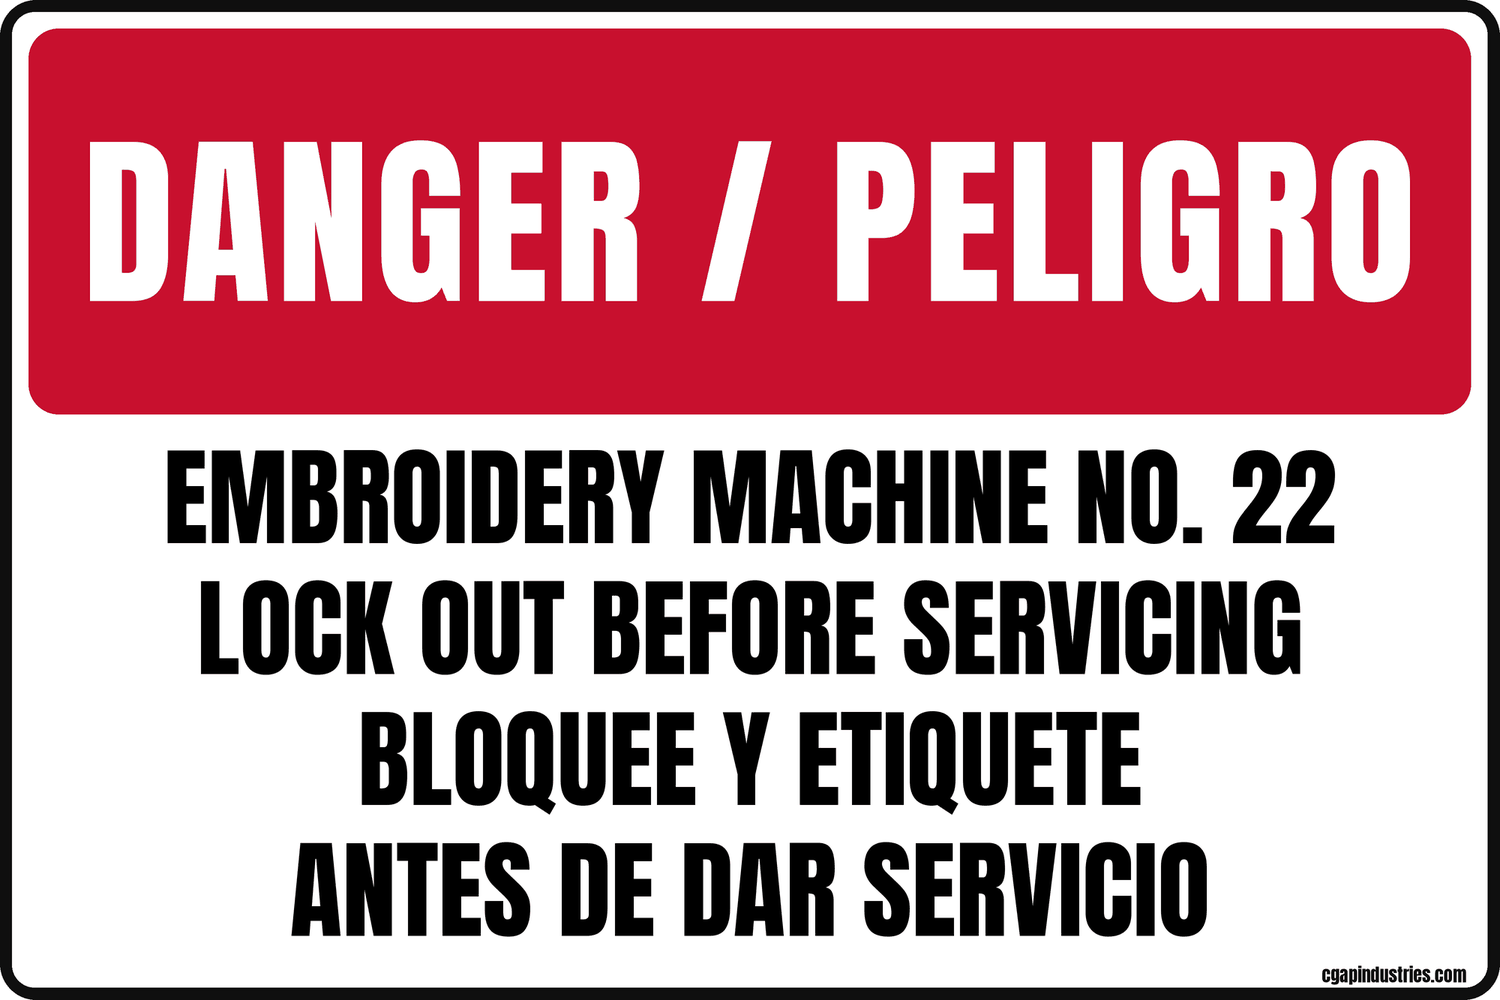 DANGER / PELIGRO
EMBROIDERY MACHINE NO. 22
LOCK OUT BEFORE SERVICING
BLOQUEE Y ETIQUETE
ANTES DE DAR SERVICIO
cgapindustries.com